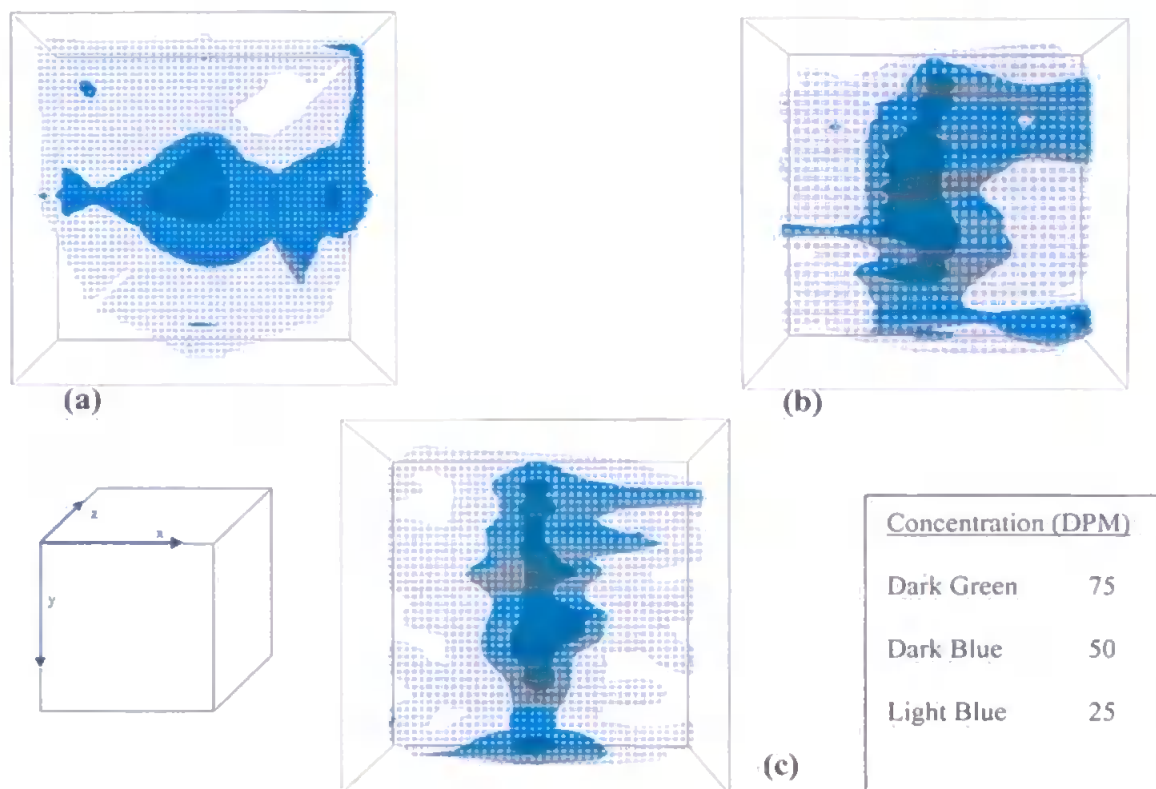 (a)
(b)
z
x
y
(c)
Concentration (DPM)
Dark Green 75
Dark Blue 50
Light Blue 25